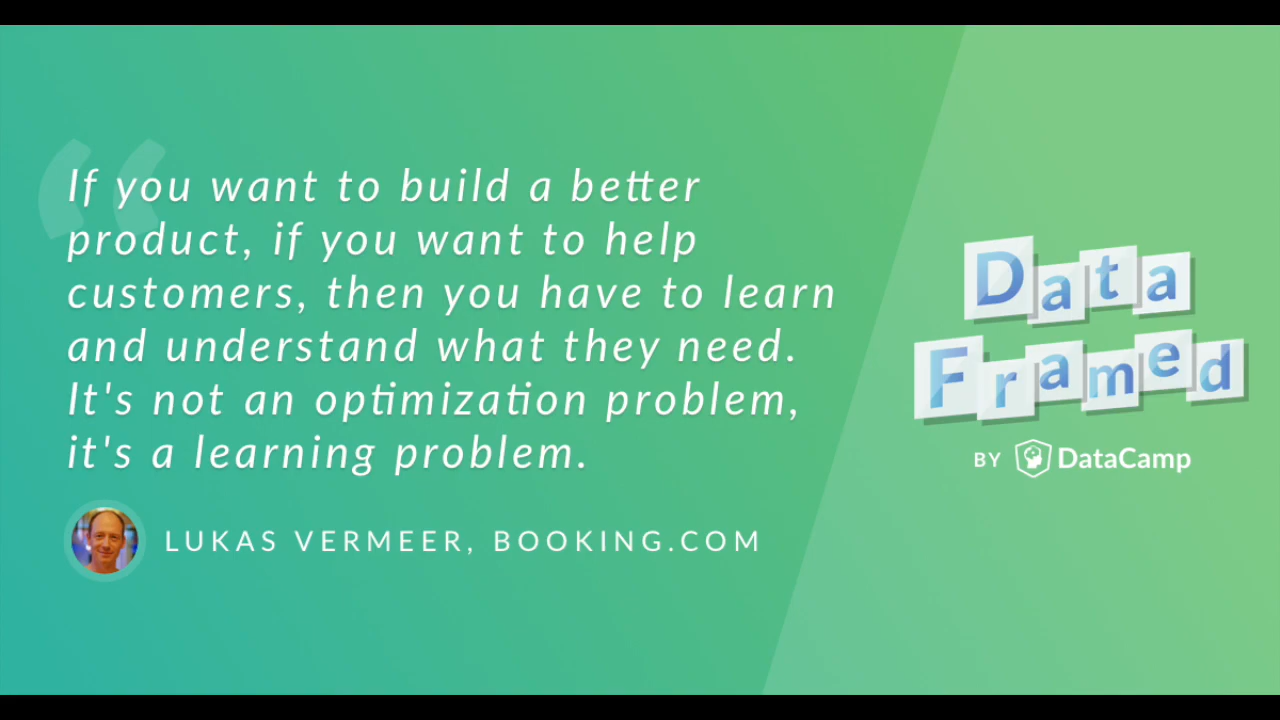 If you want to build a better
product, if you want to help
customers, then you have to learn
and understand what they need.
It's not an optimization problem,
it's a learning problem.
LUKAS VERMEER, BOOKING.COM
Data
Framed
BY DataCamp